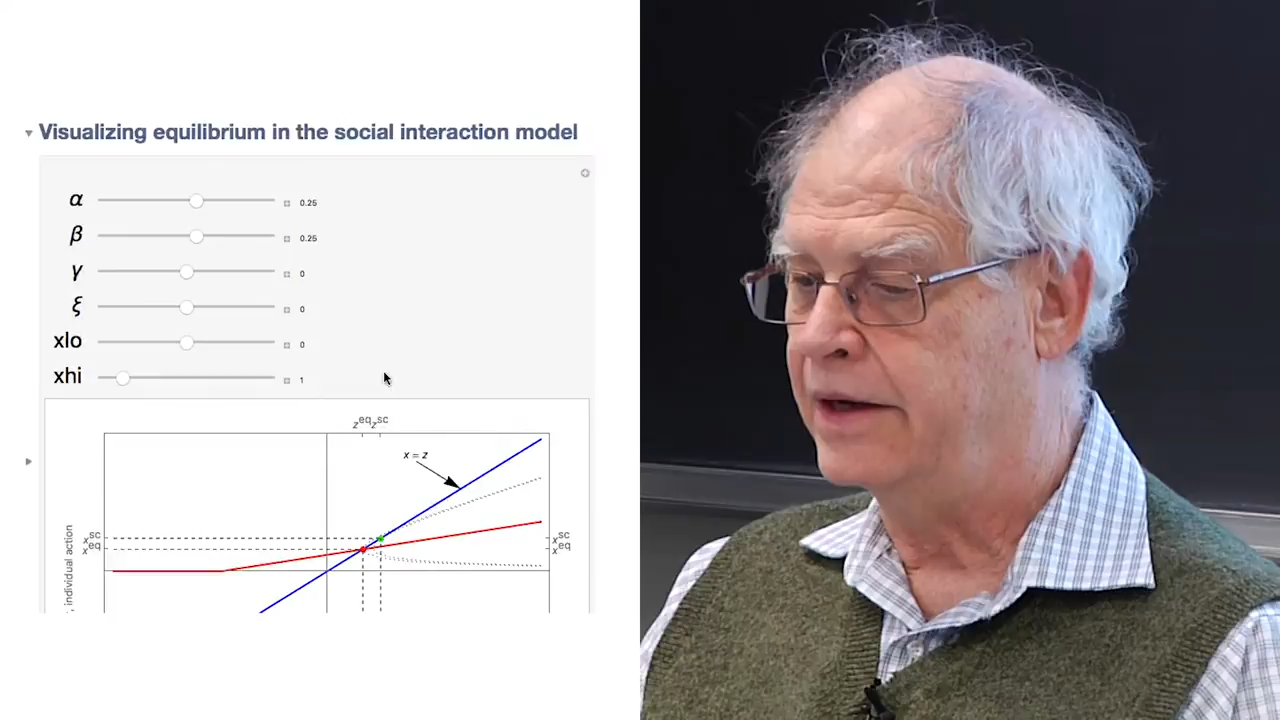 Visualizing equilibrium in the social interaction model
α 0.25
β 0.25
γ 0
ξ 0
xlo 0
xhi 1
z^eq z^sc
x = z
x^sc x^sc
x^eq x^eq
individual action